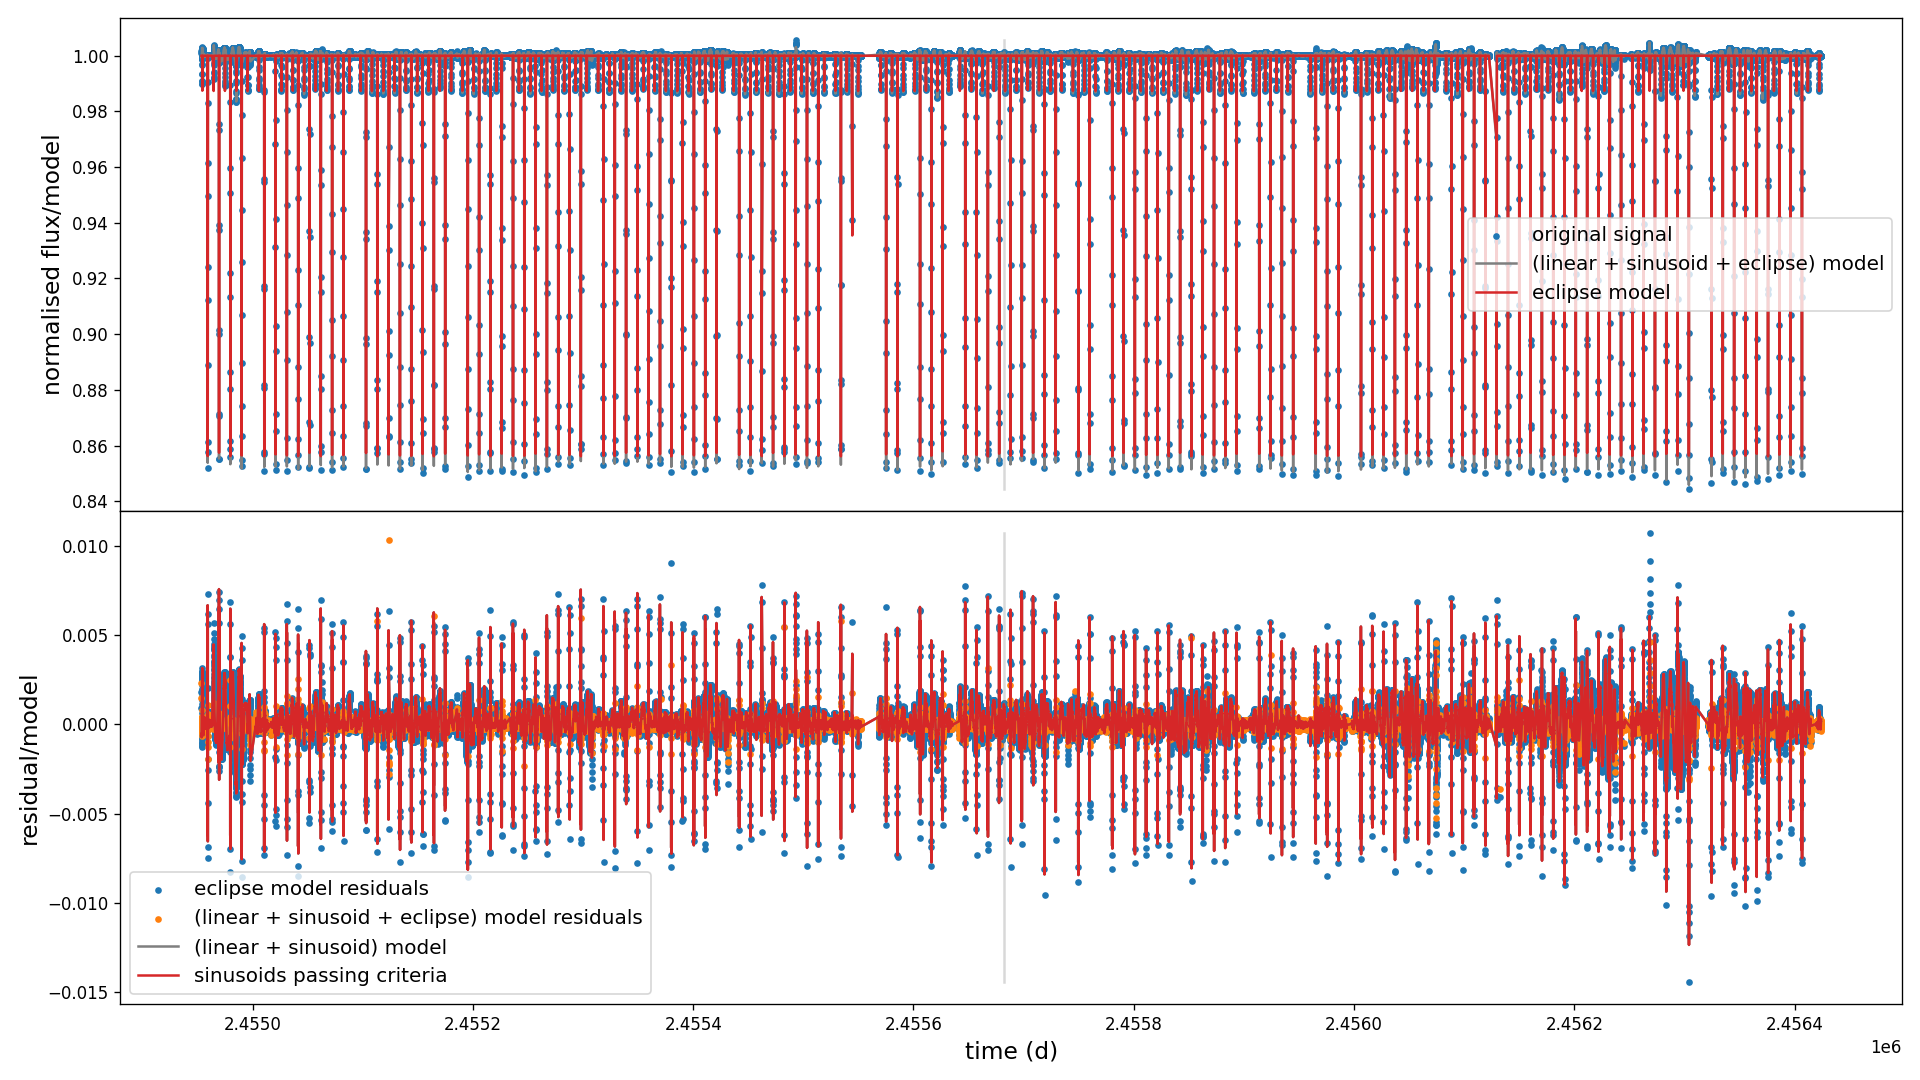 normalised flux/model
1.00
0.98
0.96
0.94
0.92
0.90
0.88
0.86
0.84
original signal
(linear + sinusoid + eclipse) model
eclipse model
residual/model
0.010
0.005
0.000
−0.005
−0.010
−0.015
eclipse model residuals
(linear + sinusoid + eclipse) model residuals
(linear + sinusoid) model
sinusoids passing criteria
2.4550 2.4552 2.4554 2.4556 2.4558 2.4560 2.4562 2.4564
time (d)
1e6